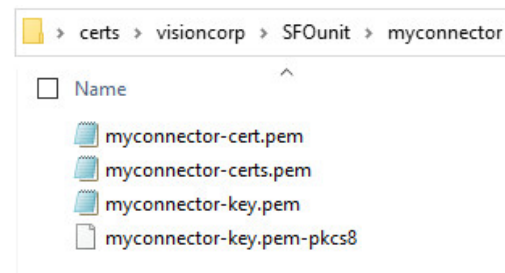 certs > visioncorp > SFOunit > myconnector
Name
myconnector-cert.pem
myconnector-certs.pem
myconnector-key.pem
myconnector-key.pem-pkcs8